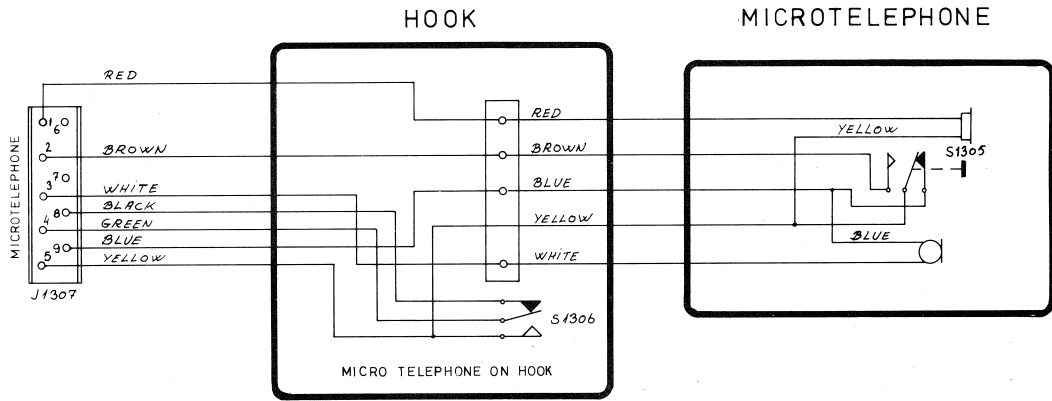 HOOK
MICROTELEPHONE
RED
MICROTELEPHONE
1
6
2
BROWN
7
3
WHITE
8
BLACK
4
GREEN
9
BLUE
5
YELLOW
J1307
RED
BROWN
BLUE
YELLOW
WHITE
S1306
MICRO TELEPHONE ON HOOK
YELLOW
S1305
BLUE